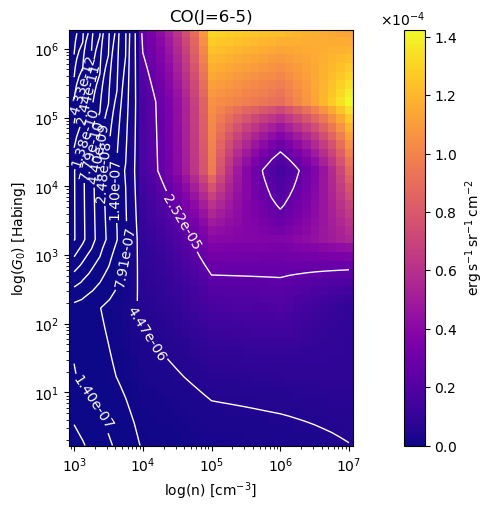 CO(J=6-5)
×10⁻⁴
10⁶
10⁵
10⁴
10³
10²
10¹
log(G₀) [Habing]
10³
10⁴
10⁵
10⁶
10⁷
log(n) [cm⁻³]
2.48e-09
1.40e-07
7.91e-07
2.52e-05
4.47e-06
1.40e-07
1.4
1.2
1.0
0.8
0.6
0.4
0.2
0.0
erg s⁻¹ sr⁻¹ cm⁻²